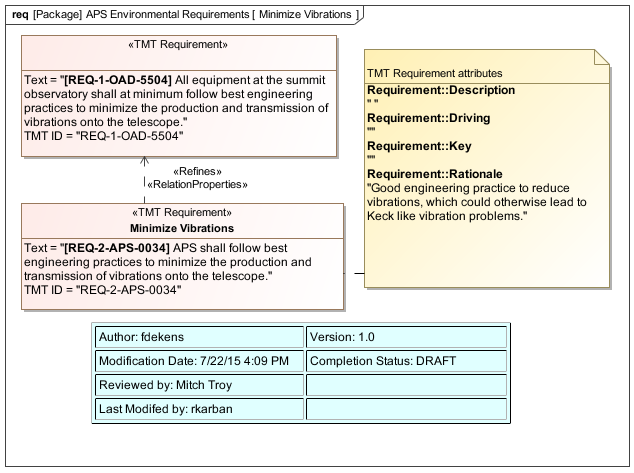 req [Package] APS Environmental Requirements [ Minimize Vibrations ]
«TMT Requirement»
Text = "[REQ-1-OAD-5504] All equipment at the summit
observatory shall at minimum follow best engineering
practices to minimize the production and transmission of
vibrations onto the telescope."
TMT ID = "REQ-1-OAD-5504"
«Refines»
«RelationProperties»
«TMT Requirement»
Minimize Vibrations
Text = "[REQ-2-APS-0034] APS shall follow best
engineering practices to minimize the production and
transmission of vibrations onto the telescope."
TMT ID = "REQ-2-APS-0034"
TMT Requirement attributes
Requirement::Description
" "
Requirement::Driving
""
Requirement::Key
""
Requirement::Rationale
"Good engineering practice to reduce
vibrations, which could otherwise lead to
Keck like vibration problems."
Author: fdekens
Version: 1.0
Modification Date: 7/22/15 4:09 PM
Completion Status: DRAFT
Reviewed by: Mitch Troy
Last Modifed by: rkarban